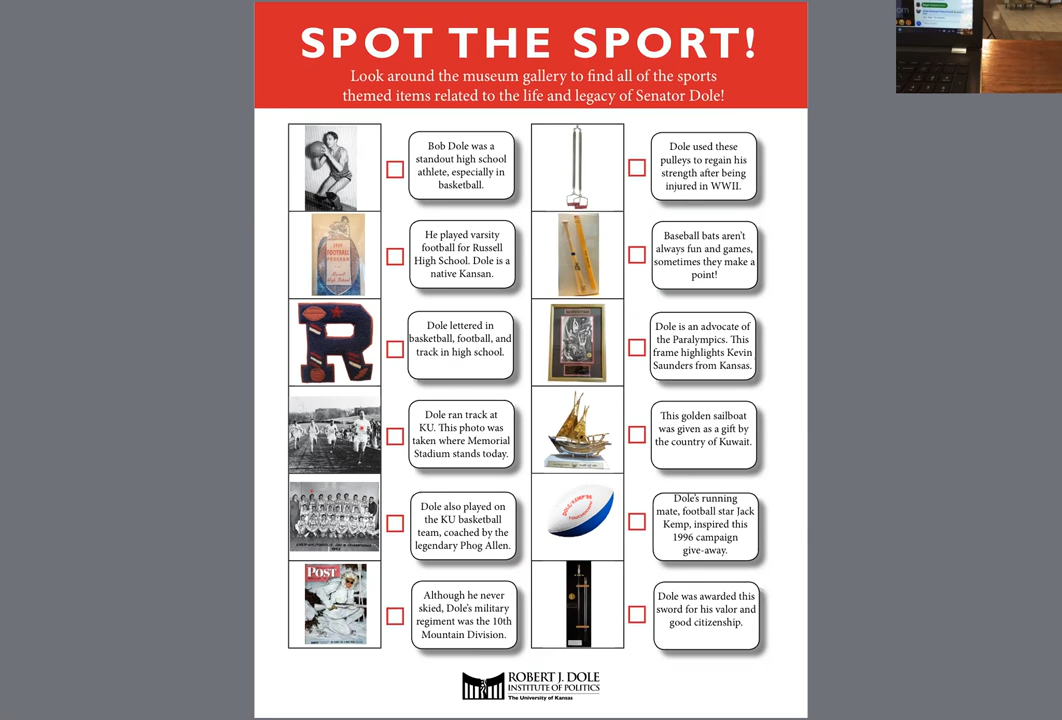 SPOT THE SPORT!
Look around the museum gallery to find all of the sports
themed items related to the life and legacy of Senator Dole!
Bob Dole was a
standout high school
athlete, especially in
basketball.
Dole used these
pulleys to regain his
strength after being
injured in WWII.
FOOTBALL
PROGRAM
He played varsity
football for Russell
High School. Dole is a
native Kansan.
Baseball bats aren't
always fun and games,
sometimes they make a
point!
R
Dole lettered in
basketball, football, and
track in high school.
Dole is an advocate of
the Paralympics. This
frame highlights Kevin
Saunders from Kansas.
Dole ran track at
KU. This photo was
taken where Memorial
Stadium stands today.
This golden sailboat
was given as a gift by
the country of Kuwait.
Dole also played on
the KU basketball
team, coached by the
legendary Phog Allen.
DOLE/KEMP '96
Dole's running
mate, football star Jack
Kemp, inspired this
1996 campaign
give-away.
POST
Although he never
skied, Dole's military
regiment was the 10th
Mountain Division.
Dole was awarded this
sword for his valor and
good citizenship.
ROBERT J. DOLE
INSTITUTE OF POLITICS
The University of Kansas